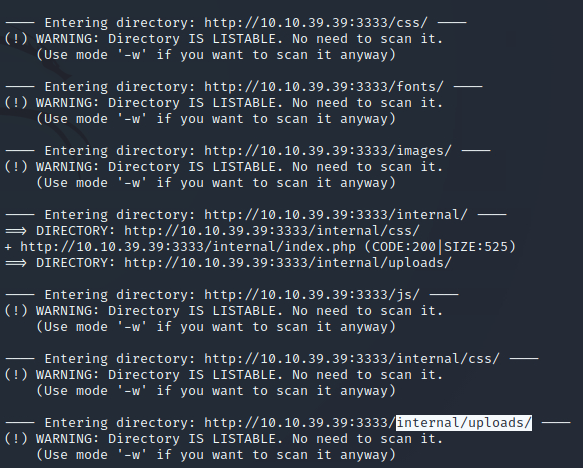 ---- Entering directory: http://10.10.39.39:3333/css/ ----
(!) WARNING: Directory IS LISTABLE. No need to scan it.
(Use mode '-w' if you want to scan it anyway)
---- Entering directory: http://10.10.39.39:3333/fonts/ ----
(!) WARNING: Directory IS LISTABLE. No need to scan it.
(Use mode '-w' if you want to scan it anyway)
---- Entering directory: http://10.10.39.39:3333/images/ ----
(!) WARNING: Directory IS LISTABLE. No need to scan it.
(Use mode '-w' if you want to scan it anyway)
---- Entering directory: http://10.10.39.39:3333/internal/ ----
==> DIRECTORY: http://10.10.39.39:3333/internal/css/
+ http://10.10.39.39:3333/internal/index.php (CODE:200|SIZE:525)
==> DIRECTORY: http://10.10.39.39:3333/internal/uploads/
---- Entering directory: http://10.10.39.39:3333/js/ ----
(!) WARNING: Directory IS LISTABLE. No need to scan it.
(Use mode '-w' if you want to scan it anyway)
---- Entering directory: http://10.10.39.39:3333/internal/css/ ----
(!) WARNING: Directory IS LISTABLE. No need to scan it.
(Use mode '-w' if you want to scan it anyway)
---- Entering directory: http://10.10.39.39:3333/internal/uploads/ ----
(!) WARNING: Directory IS LISTABLE. No need to scan it.
(Use mode '-w' if you want to scan it anyway)